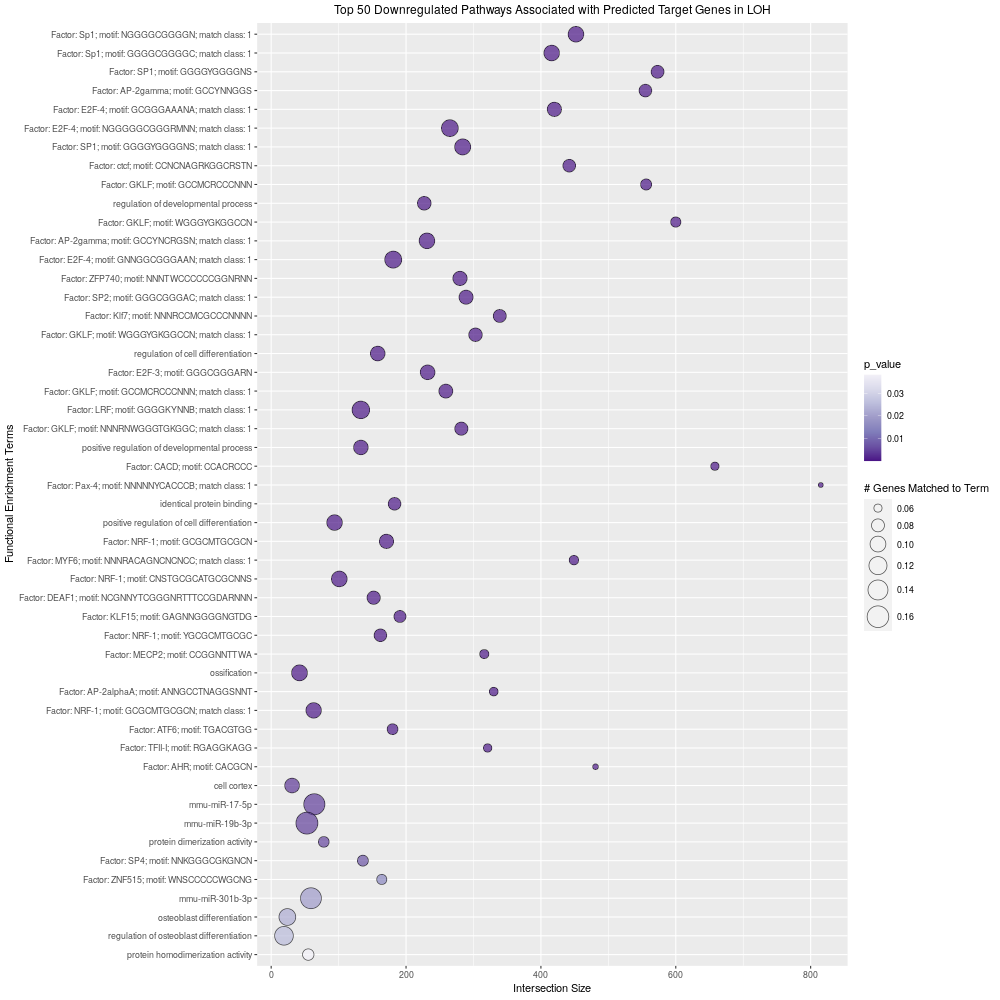 Top 50 Downregulated Pathways Associated with Predicted Target Genes in LOH
Functional Enrichment Terms
Factor: Sp1; motif: NGGGGCGGGGN; match class: 1
Factor: Sp1; motif: GGGGCGGGGC; match class: 1
Factor: SP1; motif: GGGGYGGGGNS
Factor: AP-2gamma; motif: GCCYNNGGS
Factor: E2F-4; motif: GCGGGAAANA; match class: 1
Factor: E2F-4; motif: NGGGGGCGGGRMNN; match class: 1
Factor: SP1; motif: GGGGYGGGGNS; match class: 1
Factor: ctcf; motif: CCNCNAGRKGGCRSTN
Factor: GKLF; motif: GCCMCRCCCNNN
regulation of developmental process
Factor: GKLF; motif: WGGGYGKGGCCN
Factor: AP-2gamma; motif: GCCYNCRGSN; match class: 1
Factor: E2F-4; motif: GNNGGCGGGAAN; match class: 1
Factor: ZFP740; motif: NNNTWCCCCCCGGNRNN
Factor: SP2; motif: GGGCGGGAC; match class: 1
Factor: Klf7; motif: NNNRCCMCGCCCNNNN
Factor: GKLF; motif: WGGGYGKGGCCN; match class: 1
regulation of cell differentiation
Factor: E2F-3; motif: GGGCGGGARN
Factor: GKLF; motif: GCCMCRCCCNNN; match class: 1
Factor: LRF; motif: GGGGKYNNB; match class: 1
Factor: GKLF; motif: NNNRNWGGGTGKGGC; match class: 1
positive regulation of developmental process
Factor: CACD; motif: CCACRCCC
Factor: Pax-4; motif: NNNNNYCACCCB; match class: 1
identical protein binding
positive regulation of cell differentiation
Factor: NRF-1; motif: GCGCMTGCGCN
Factor: MYF6; motif: NNNRACAGNCNCNCC; match class: 1
Factor: NRF-1; motif: CNSTGCGCATGCGCNNS
Factor: DEAF1; motif: NCGNNYTCGGGNRTTTCCGDARNNN
Factor: KLF15; motif: GAGNNGGGGNGTDG
Factor: NRF-1; motif: YGCGCMTGCGC
Factor: MECP2; motif: CCGGNNTTWA
ossification
Factor: AP-2alphaA; motif: ANNGCCTNAGGSNNT
Factor: NRF-1; motif: GCGCMTGCGCN; match class: 1
Factor: ATF6; motif: TGACGTGG
Factor: TFII-I; motif: RGAGGKAGG
Factor: AHR; motif: CACGCN
cell cortex
mmu-miR-17-5p
mmu-miR-19b-3p
protein dimerization activity
Factor: SP4; motif: NNKGGGCGKGNCN
Factor: ZNF515; motif: WNSCCCCCWGCNG
mmu-miR-301b-3p
osteoblast differentiation
regulation of osteoblast differentiation
protein homodimerization activity
0 200 400 600 800
Intersection Size
p_value
0.03
0.02
0.01
# Genes Matched to Term
0.06
0.08
0.10
0.12
0.14
0.16